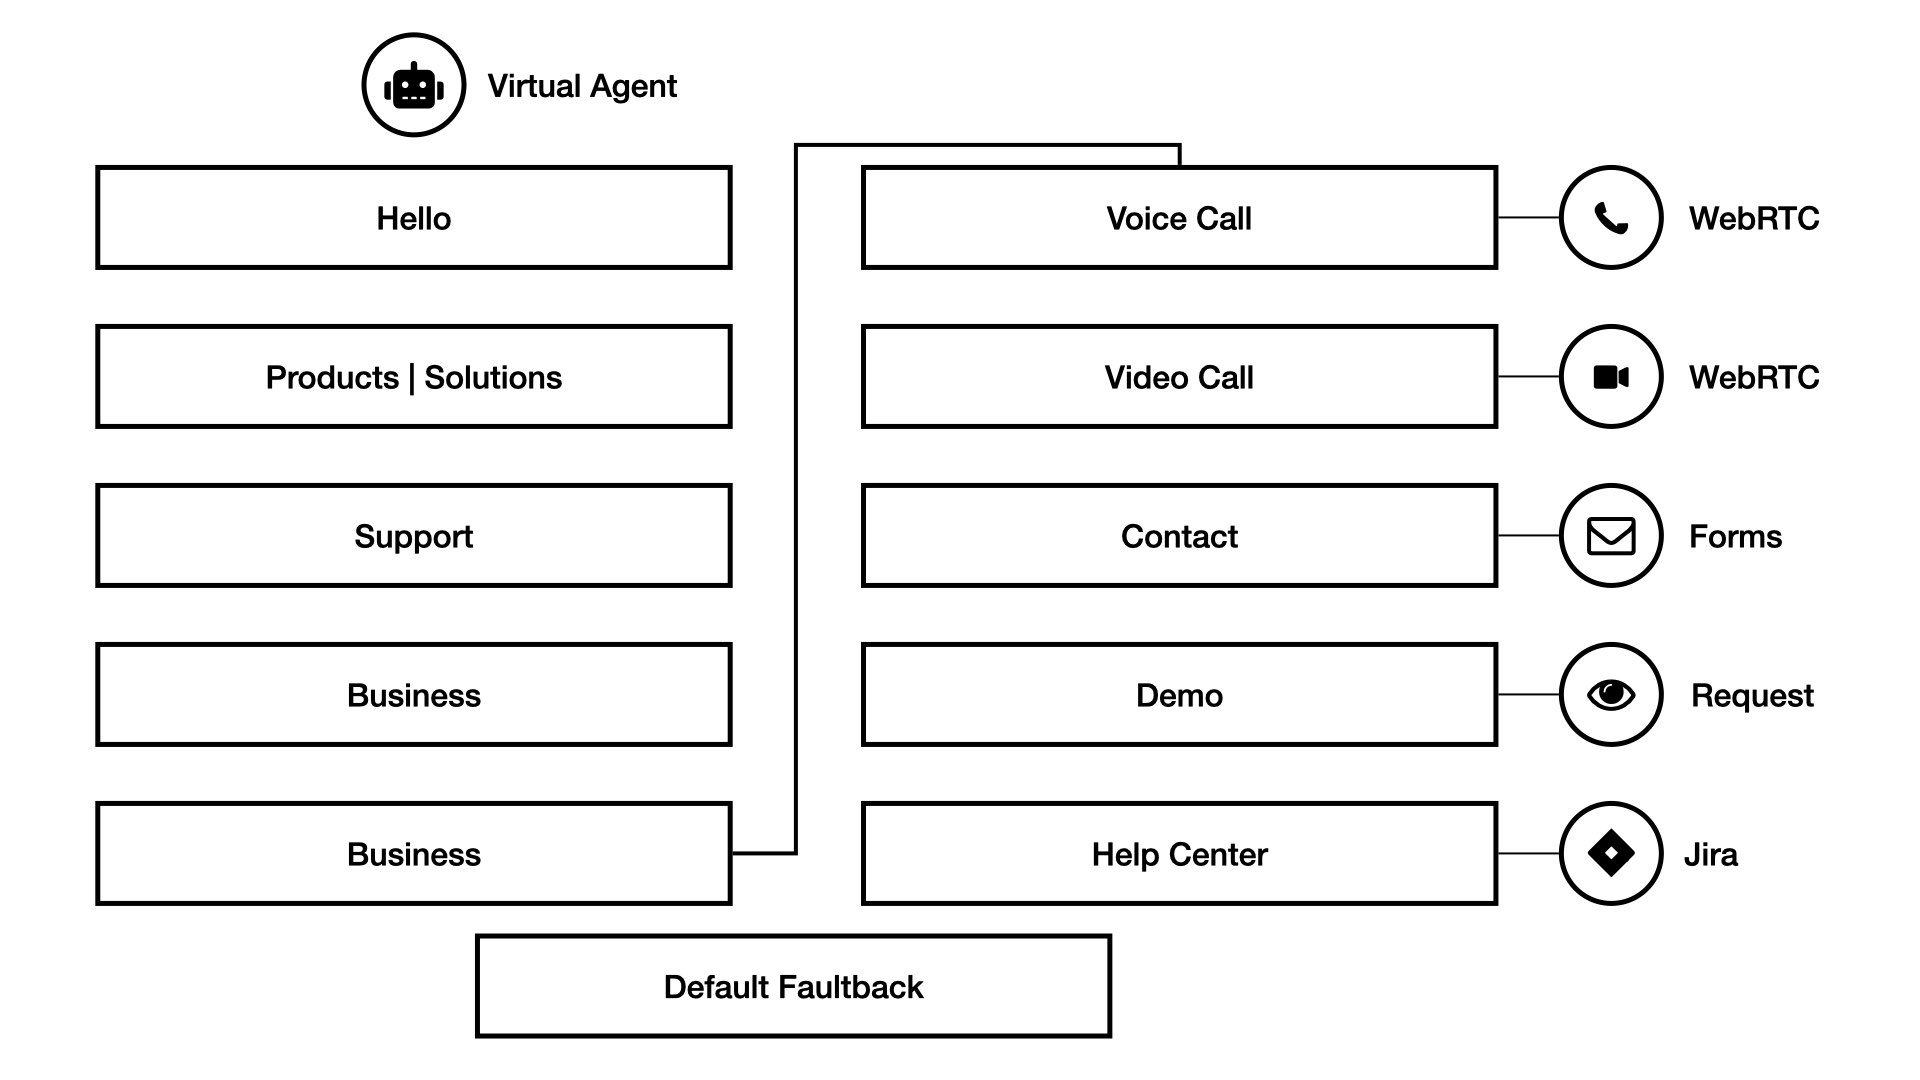 Virtual Agent
Hello
Products | Solutions
Support
Business
Business
Voice Call
WebRTC
Video Call
WebRTC
Contact
Forms
Demo
Request
Help Center
Jira
Default Faultback